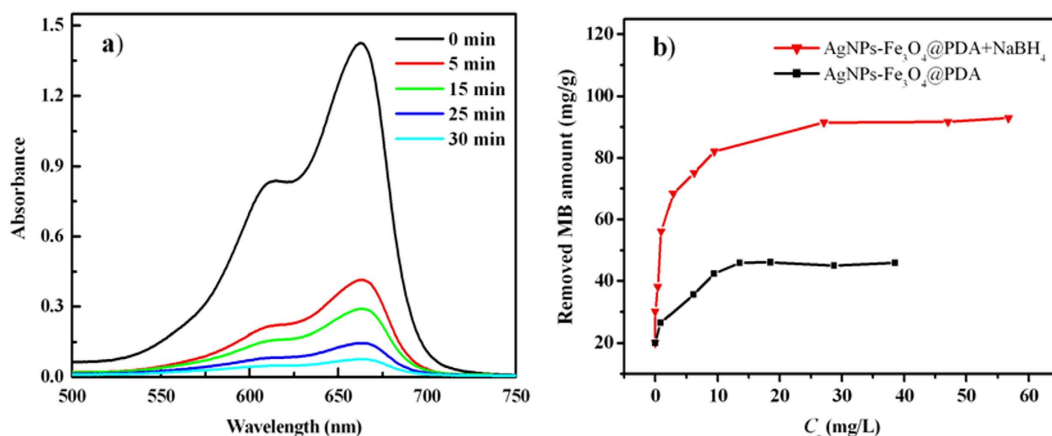 a)
0 min
5 min
15 min
25 min
30 min
Absorbance
1.5
1.2
0.9
0.6
0.3
0.0
500 550 600 650 700 750
Wavelength (nm)
b)
AgNPs-Fe₃O₄@PDA+NaBH₄
AgNPs-Fe₃O₄@PDA
Removed MB amount (mg/g)
120
100
80
60
40
20
0 10 20 30 40 50 60
(mg/L)